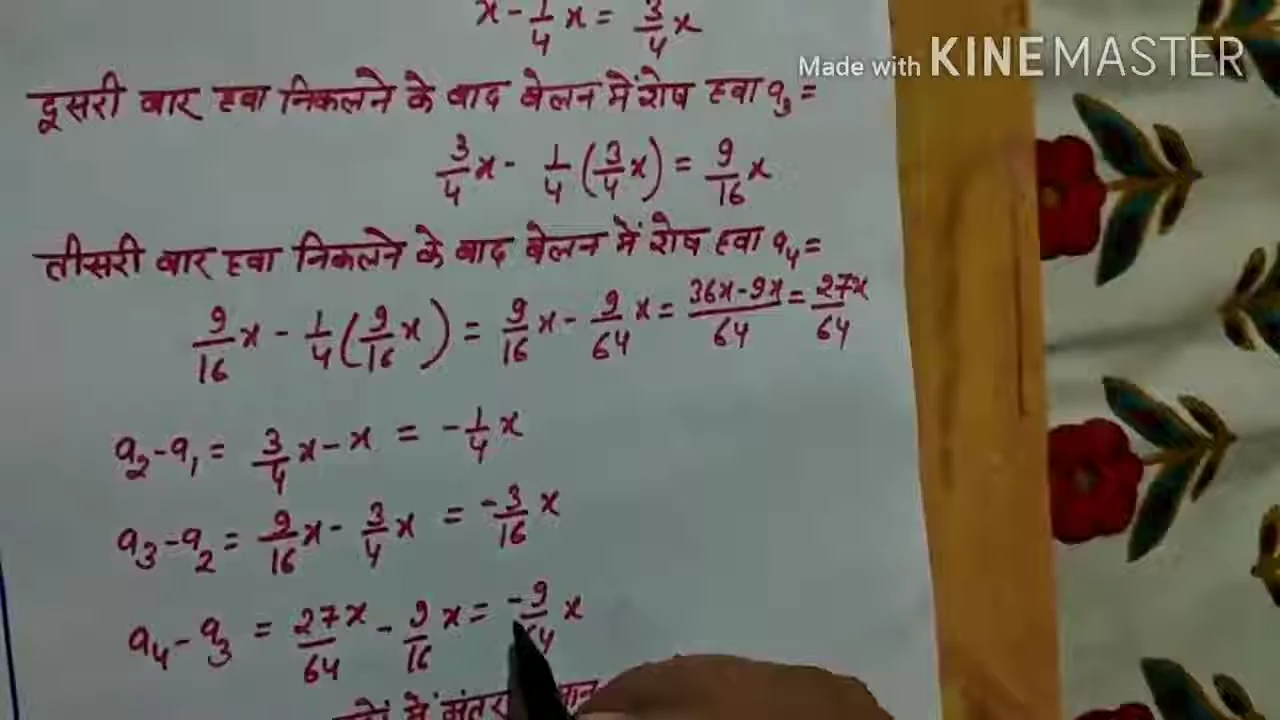 x - 1/4 x = 3/4 x
Made with KINEMASTER
दूसरी बार हवा निकलने के बाद बेलन में शेष हवा a₃ =
3/4 x - 1/4 (3/4 x) = 9/16 x
तीसरी बार हवा निकलने के बाद बेलन में शेष हवा a₄ =
9/16 x - 1/4 (9/16 x) = 9/16 x - 9/64 x = (36x - 9x)/64 = 27x/64
a₂ - a₁ = 3/4 x - x = - 1/4 x
a₃ - a₂ = 9/16 x - 3/4 x = -3/16 x
a₄ - a₃ = 27x/64 - 9/16 x = -9/64 x
में